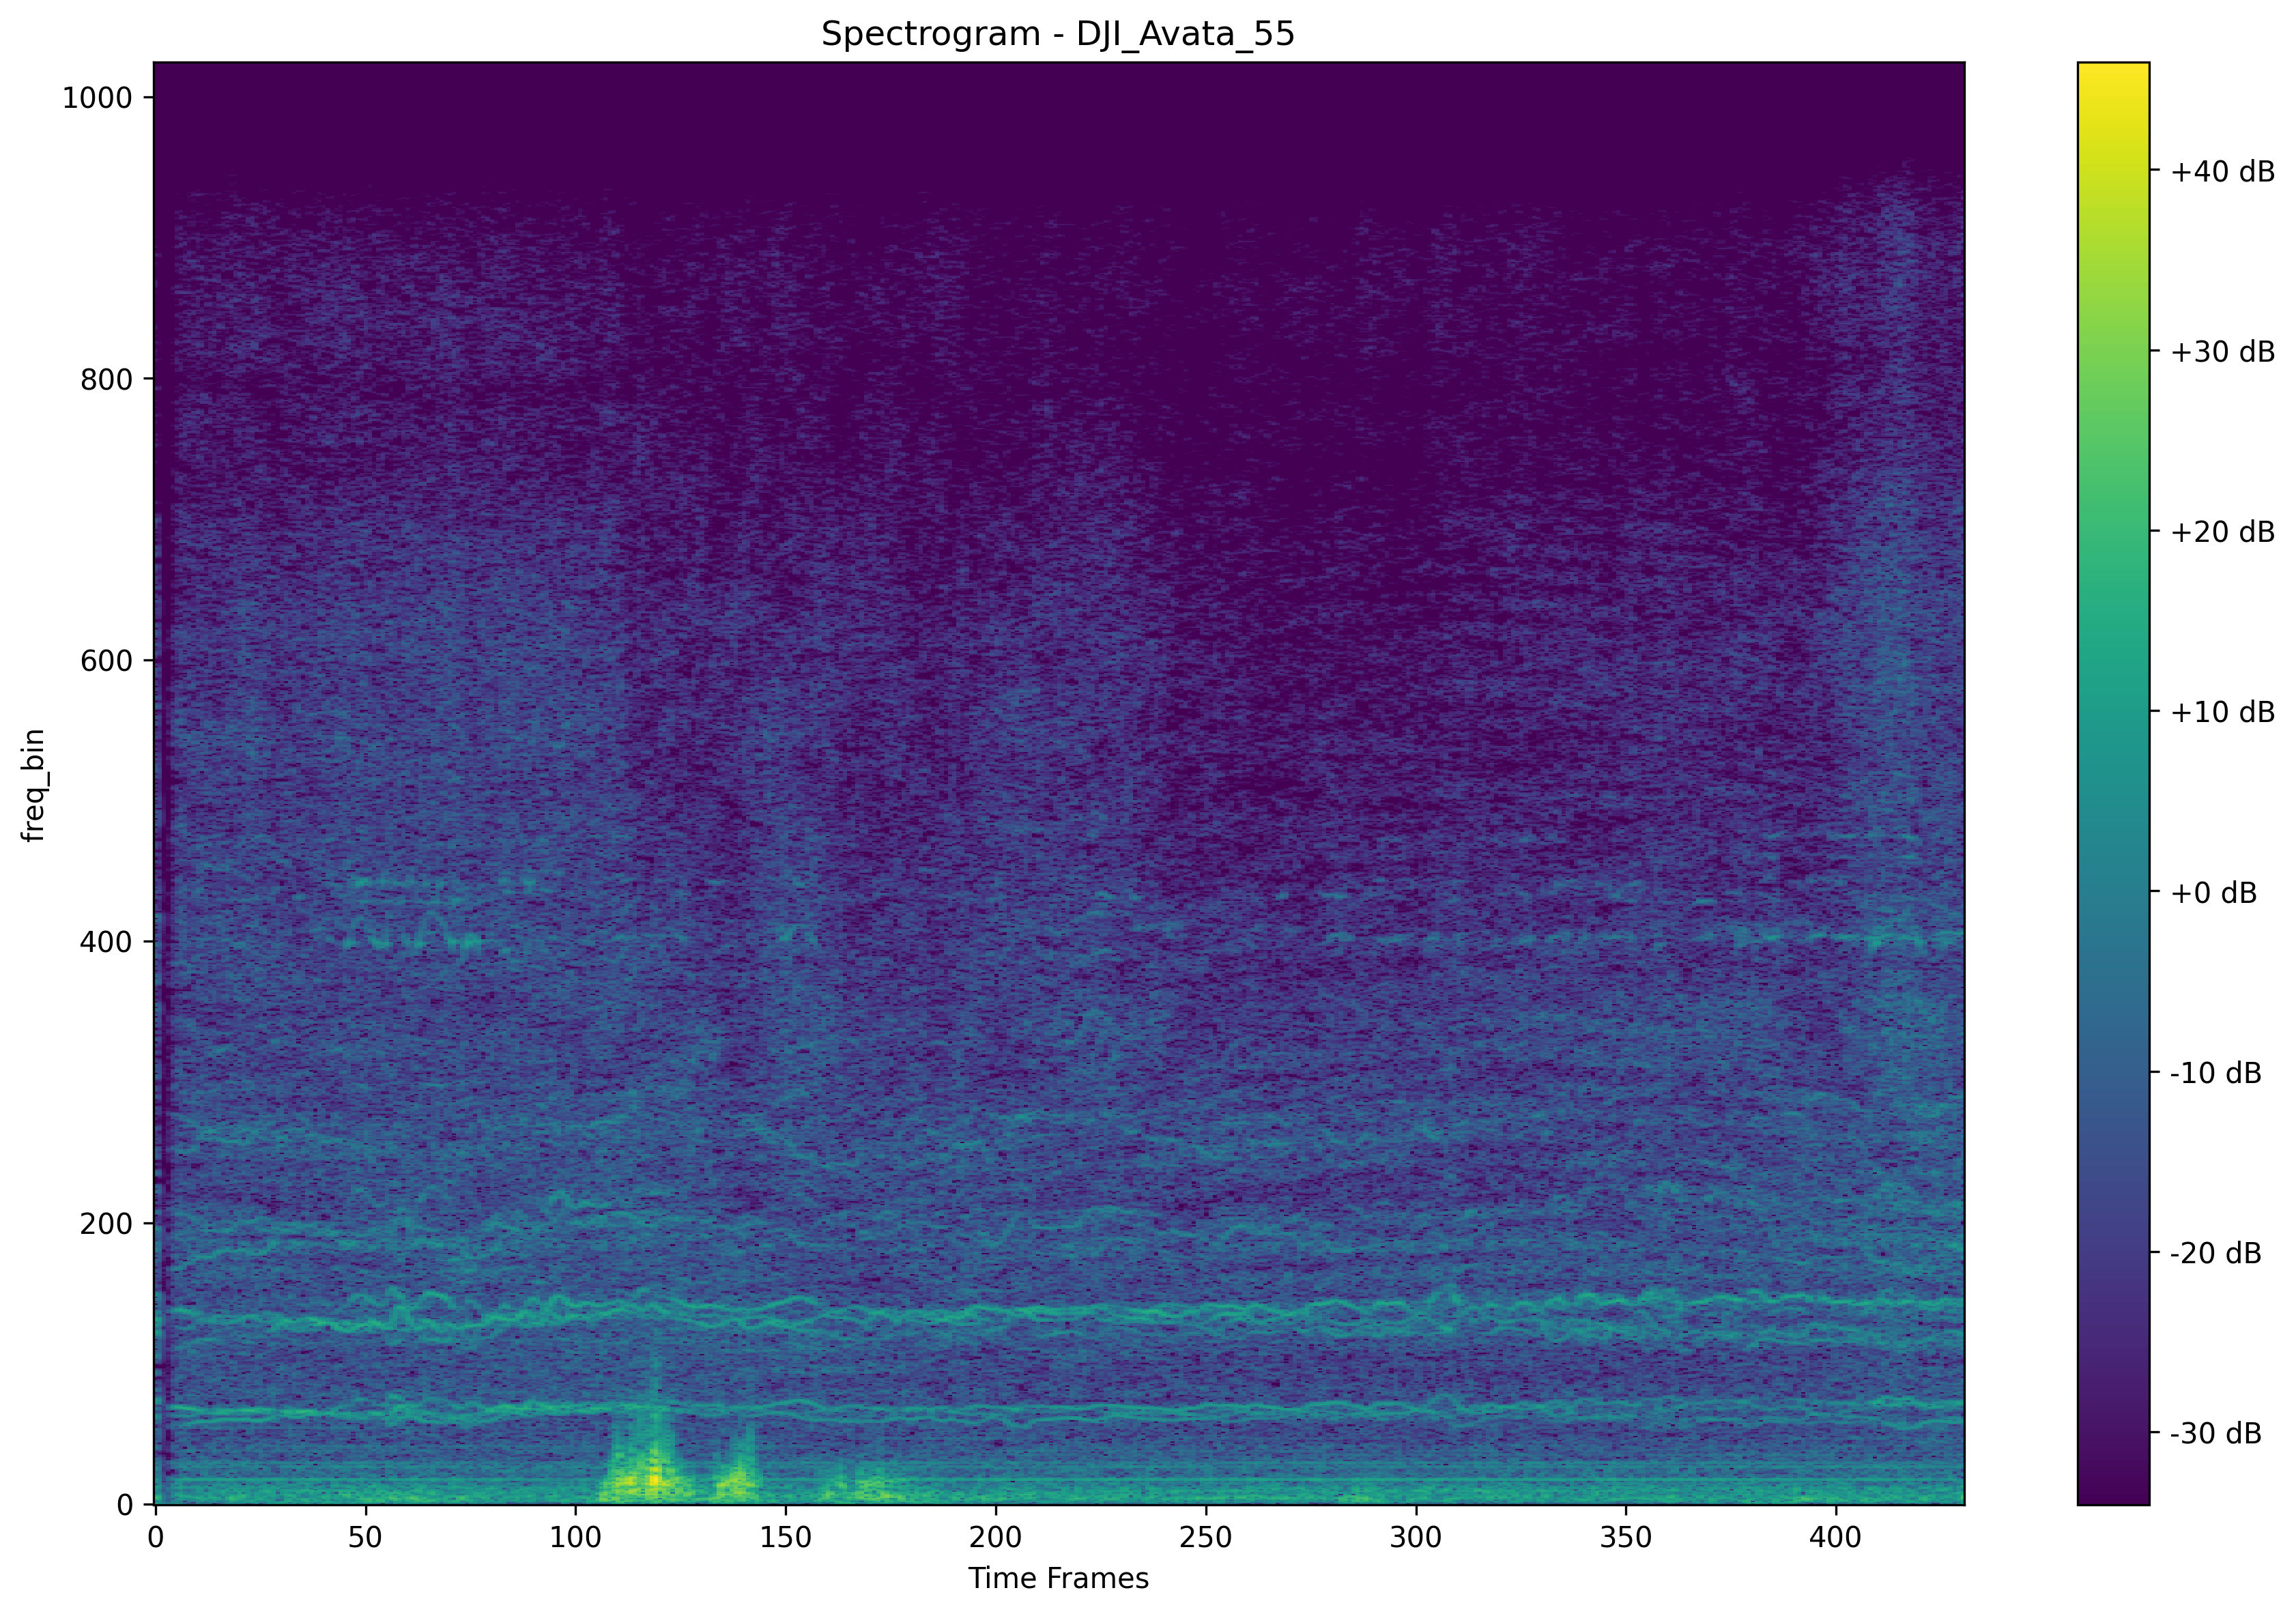 Spectrogram - DJI_Avata_55
1000
800
600
400
200
0
freq_bin
0 50 100 150 200 250 300 350 400
Time Frames
+40 dB
+30 dB
+20 dB
+10 dB
+0 dB
-10 dB
-20 dB
-30 dB